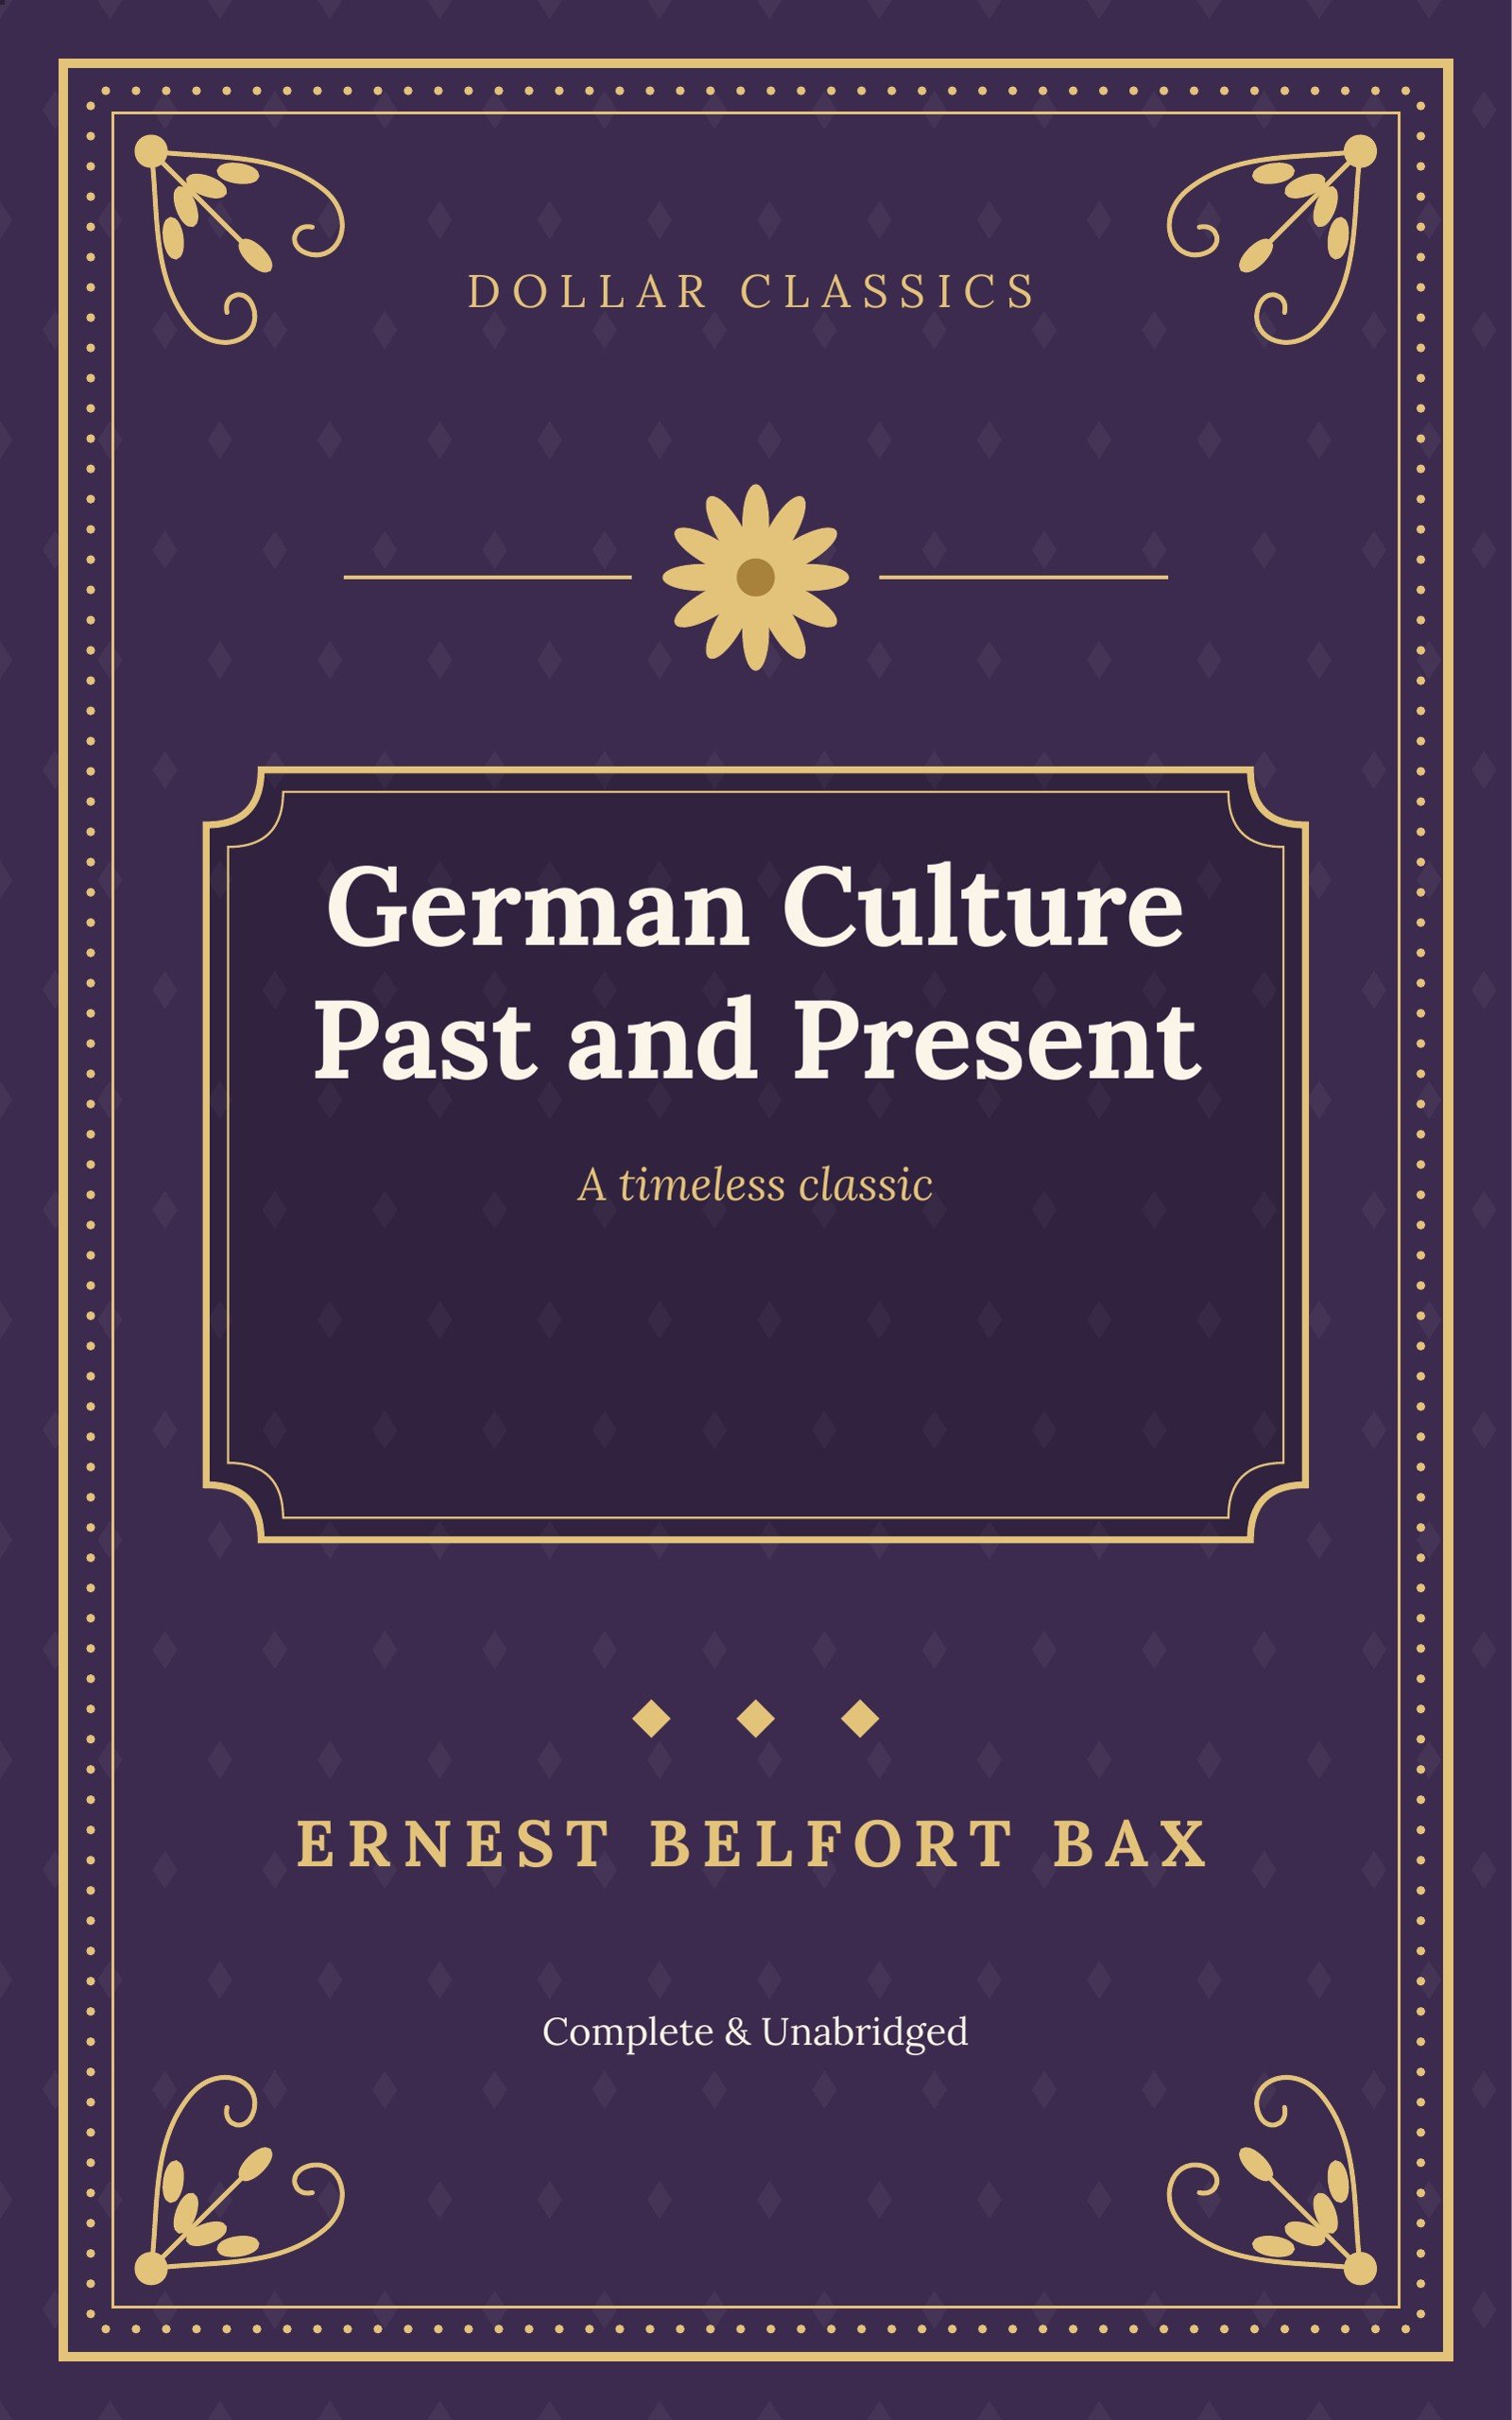 DOLLAR CLASSICS
German Culture
Past and Present
A timeless classic
ERNEST BELFORT BAX
Complete & Unabridged